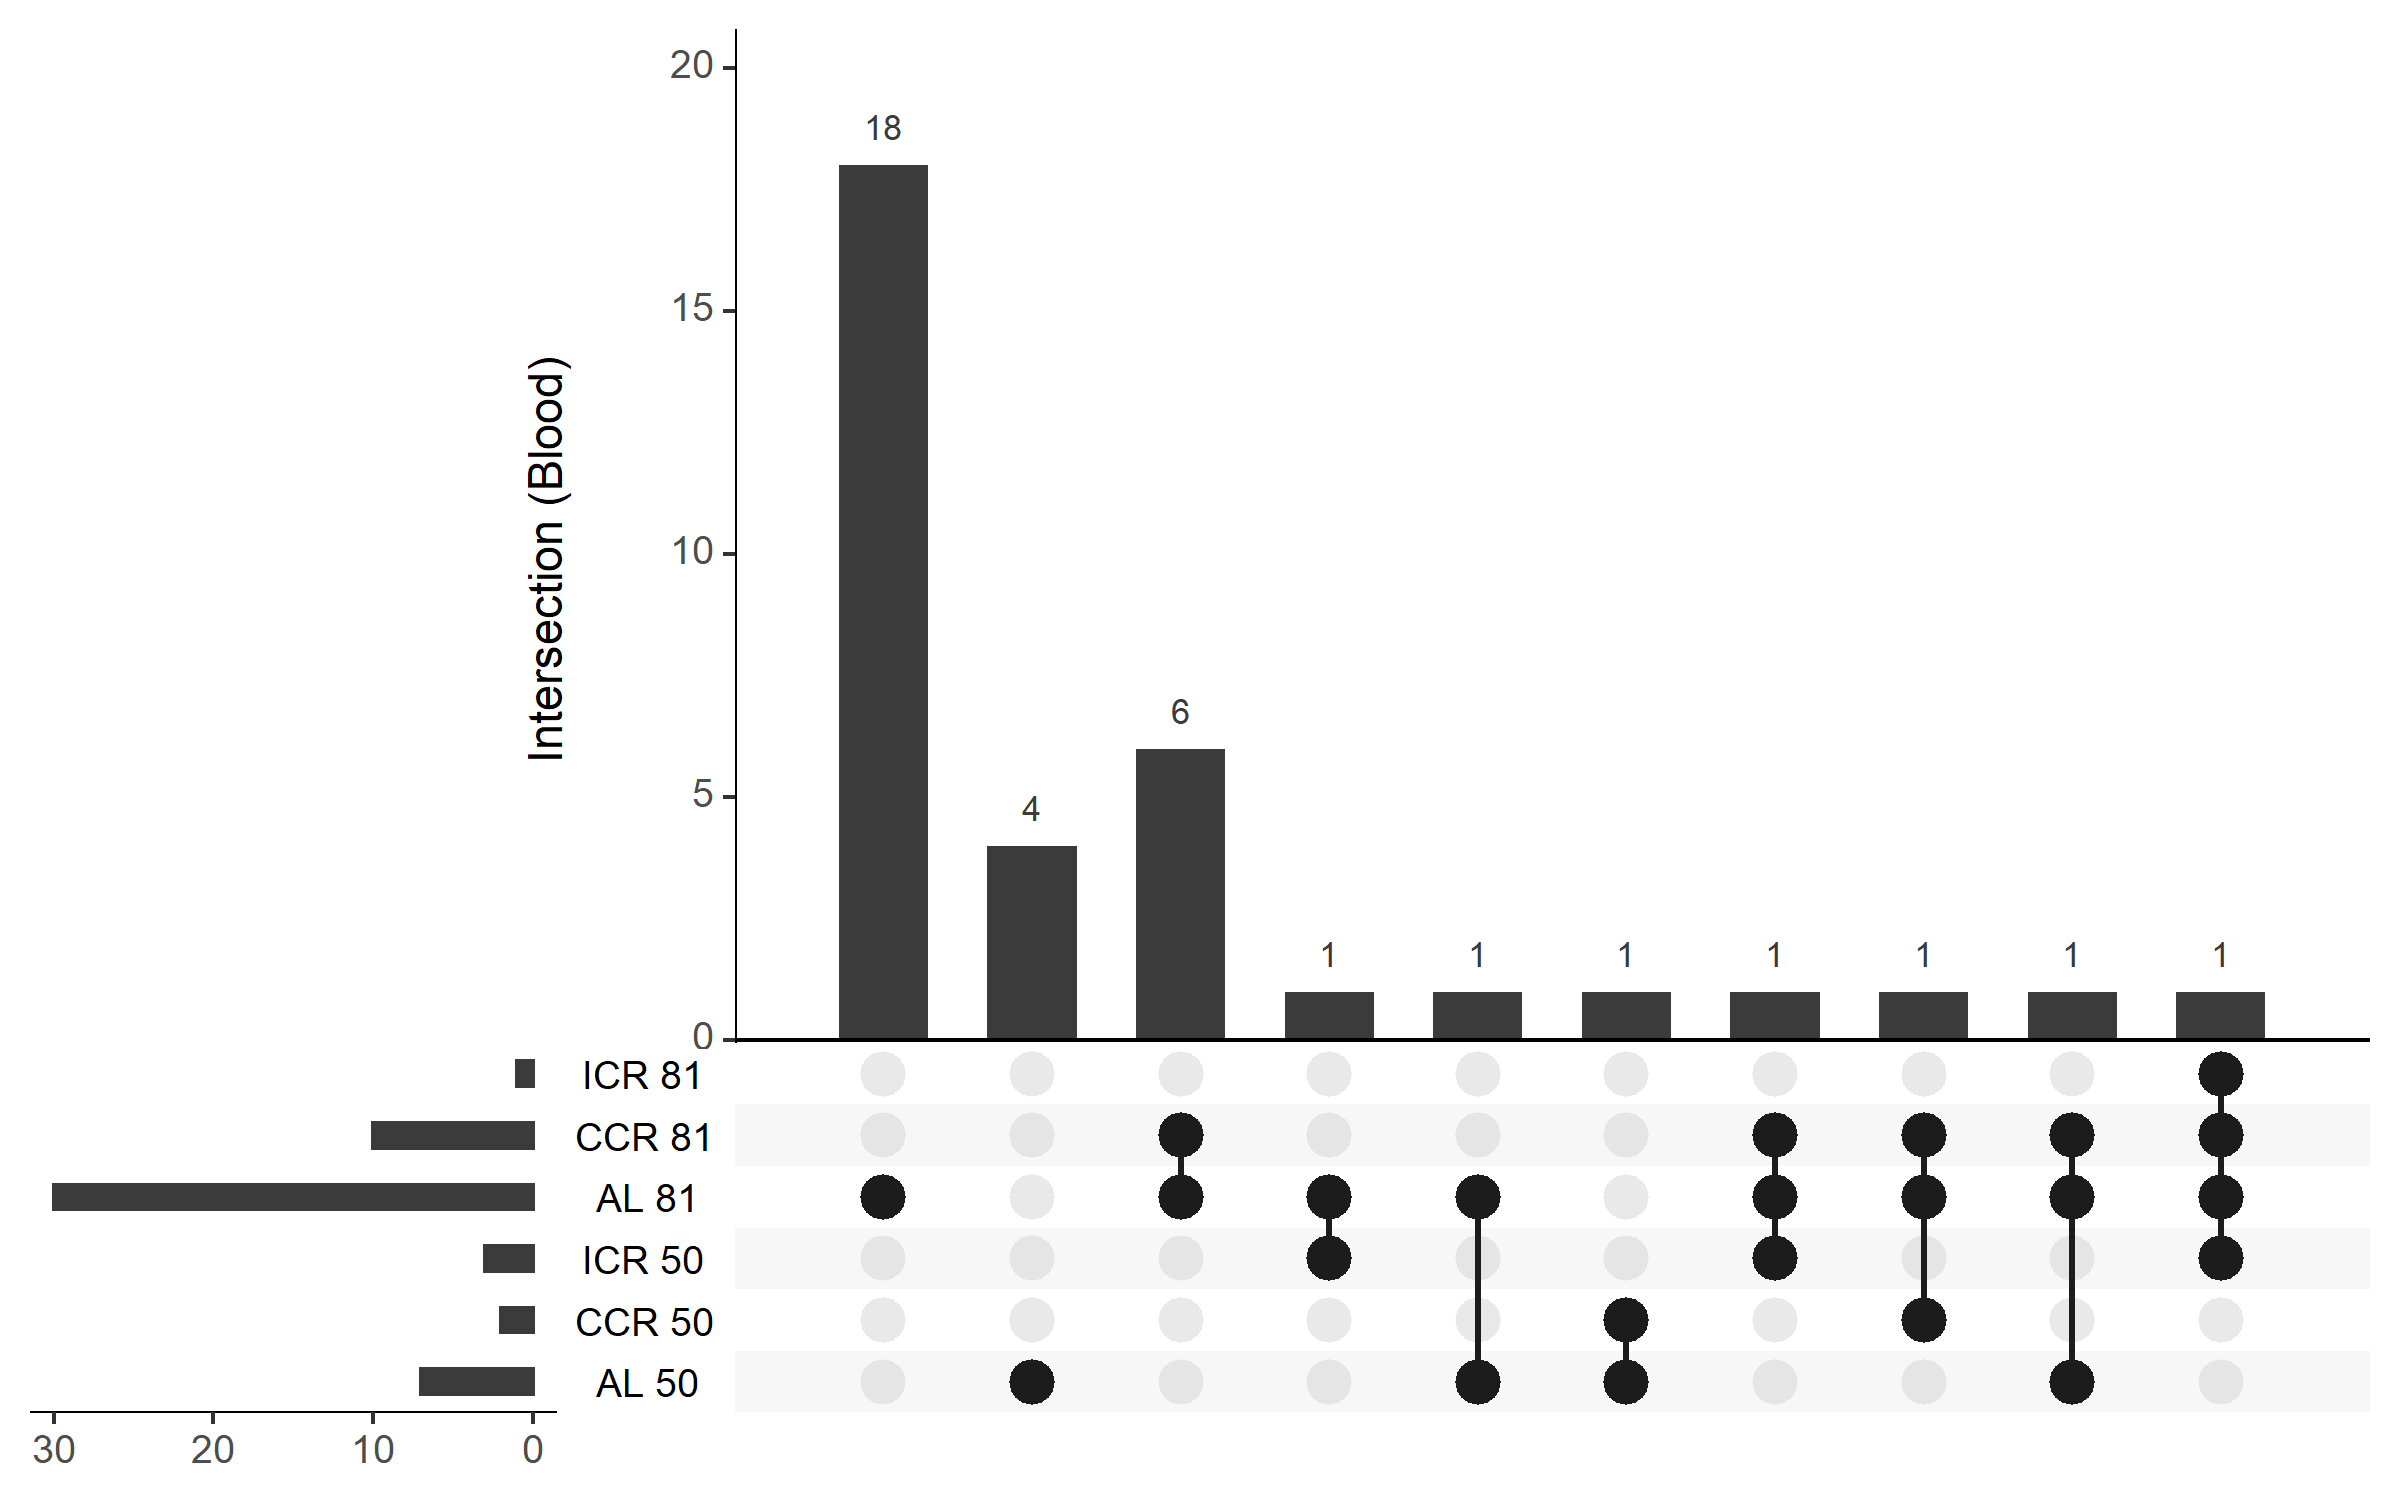 20
18
15
Intersection (Blood)
10
6
5
4
1 1 1 1 1 1 1
0
ICR 81
CCR 81
AL 81
ICR 50
CCR 50
AL 50
30 20 10 0